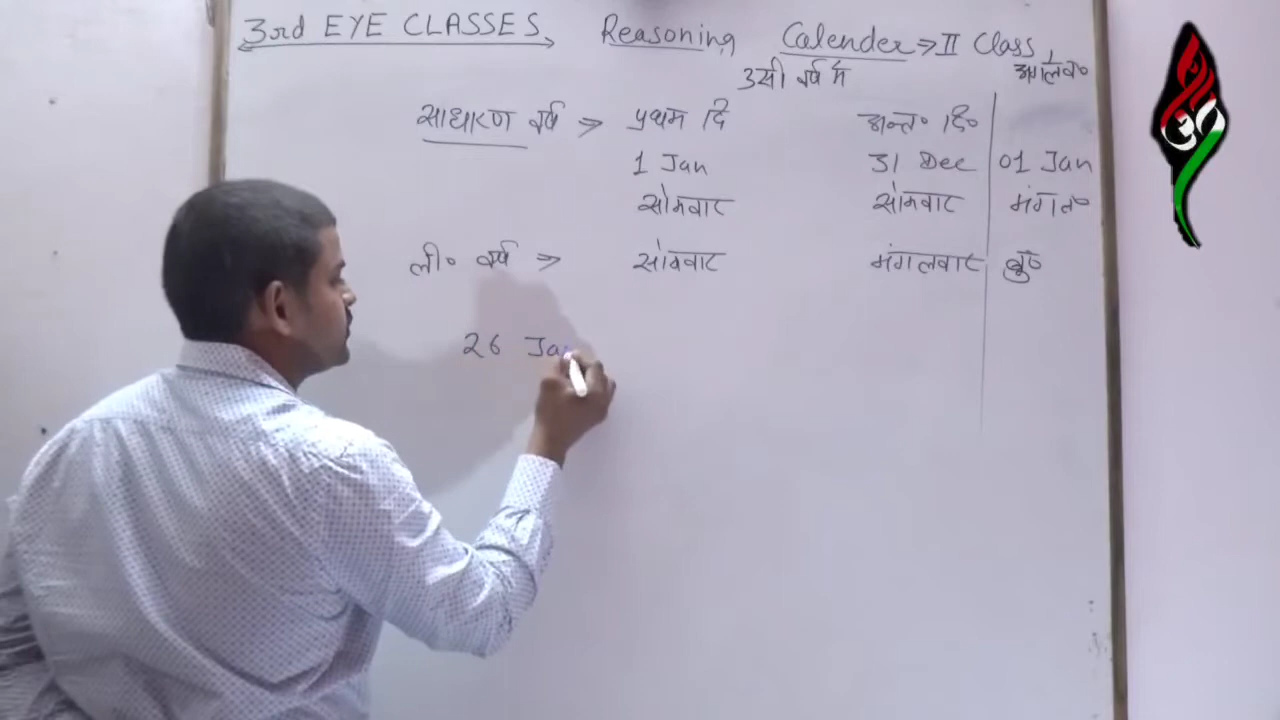 3rd EYE CLASSES Reasoning Calender ⇒ II Class
उसी वर्ष में अगले व॰
साधारण वर्ष ⇒ प्रथम दि अन्त॰ दि॰
1 Jan 31 Dec 01 Jan
सोमवार सोमवार मंगल॰
ली॰ वर्ष ⇒ सोमवार मंगलवार बु॰
26 Jan